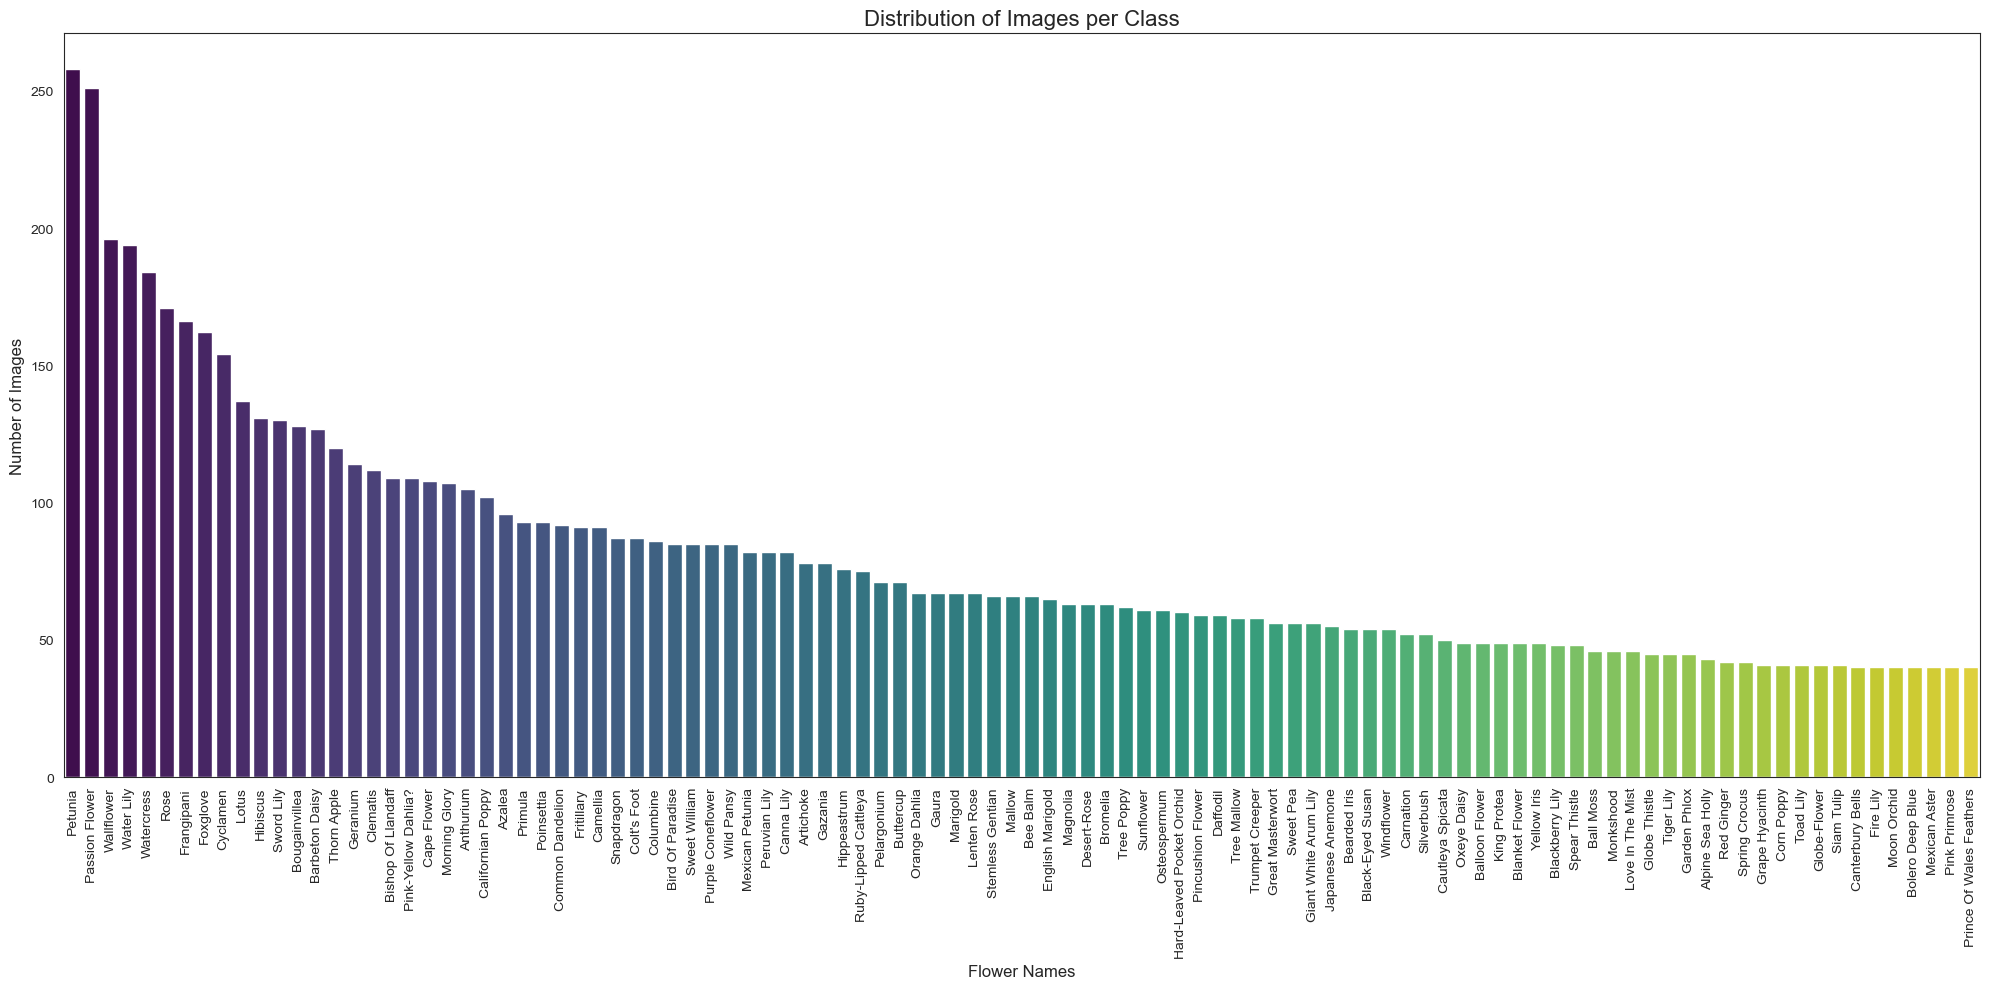 Distribution of Images per Class
Number of Images
250
200
150
100
50
0
Petunia
Passion Flower
Wallflower
Water Lily
Watercress
Rose
Frangipani
Foxglove
Cyclamen
Lotus
Hibiscus
Sword Lily
Bougainvillea
Barbeton Daisy
Thorn Apple
Geranium
Clematis
Bishop Of Llandaff
Pink-Yellow Dahlia?
Cape Flower
Morning Glory
Anthurium
Californian Poppy
Azalea
Primula
Poinsettia
Common Dandelion
Fritillary
Camellia
Snapdragon
Colt's Foot
Columbine
Bird Of Paradise
Sweet William
Purple Coneflower
Wild Pansy
Mexican Petunia
Peruvian Lily
Canna Lily
Artichoke
Gazania
Hippeastrum
Ruby-Lipped Cattleya
Pelargonium
Buttercup
Orange Dahlia
Gaura
Marigold
Lenten Rose
Stemless Gentian
Mallow
Bee Balm
English Marigold
Magnolia
Desert-Rose
Bromelia
Tree Poppy
Sunflower
Osteospermum
Hard-Leaved Pocket Orchid
Pincushion Flower
Daffodil
Tree Mallow
Trumpet Creeper
Great Masterwort
Sweet Pea
Giant White Arum Lily
Japanese Anemone
Bearded Iris
Black-Eyed Susan
Windflower
Carnation
Silverbush
Cautleya Spicata
Oxeye Daisy
Balloon Flower
King Protea
Blanket Flower
Yellow Iris
Blackberry Lily
Spear Thistle
Ball Moss
Monkshood
Love In The Mist
Globe Thistle
Tiger Lily
Garden Phlox
Alpine Sea Holly
Red Ginger
Spring Crocus
Grape Hyacinth
Corn Poppy
Toad Lily
Globe-Flower
Siam Tulip
Canterbury Bells
Fire Lily
Moon Orchid
Bolero Deep Blue
Mexican Aster
Pink Primrose
Prince Of Wales Feathers
Flower Names